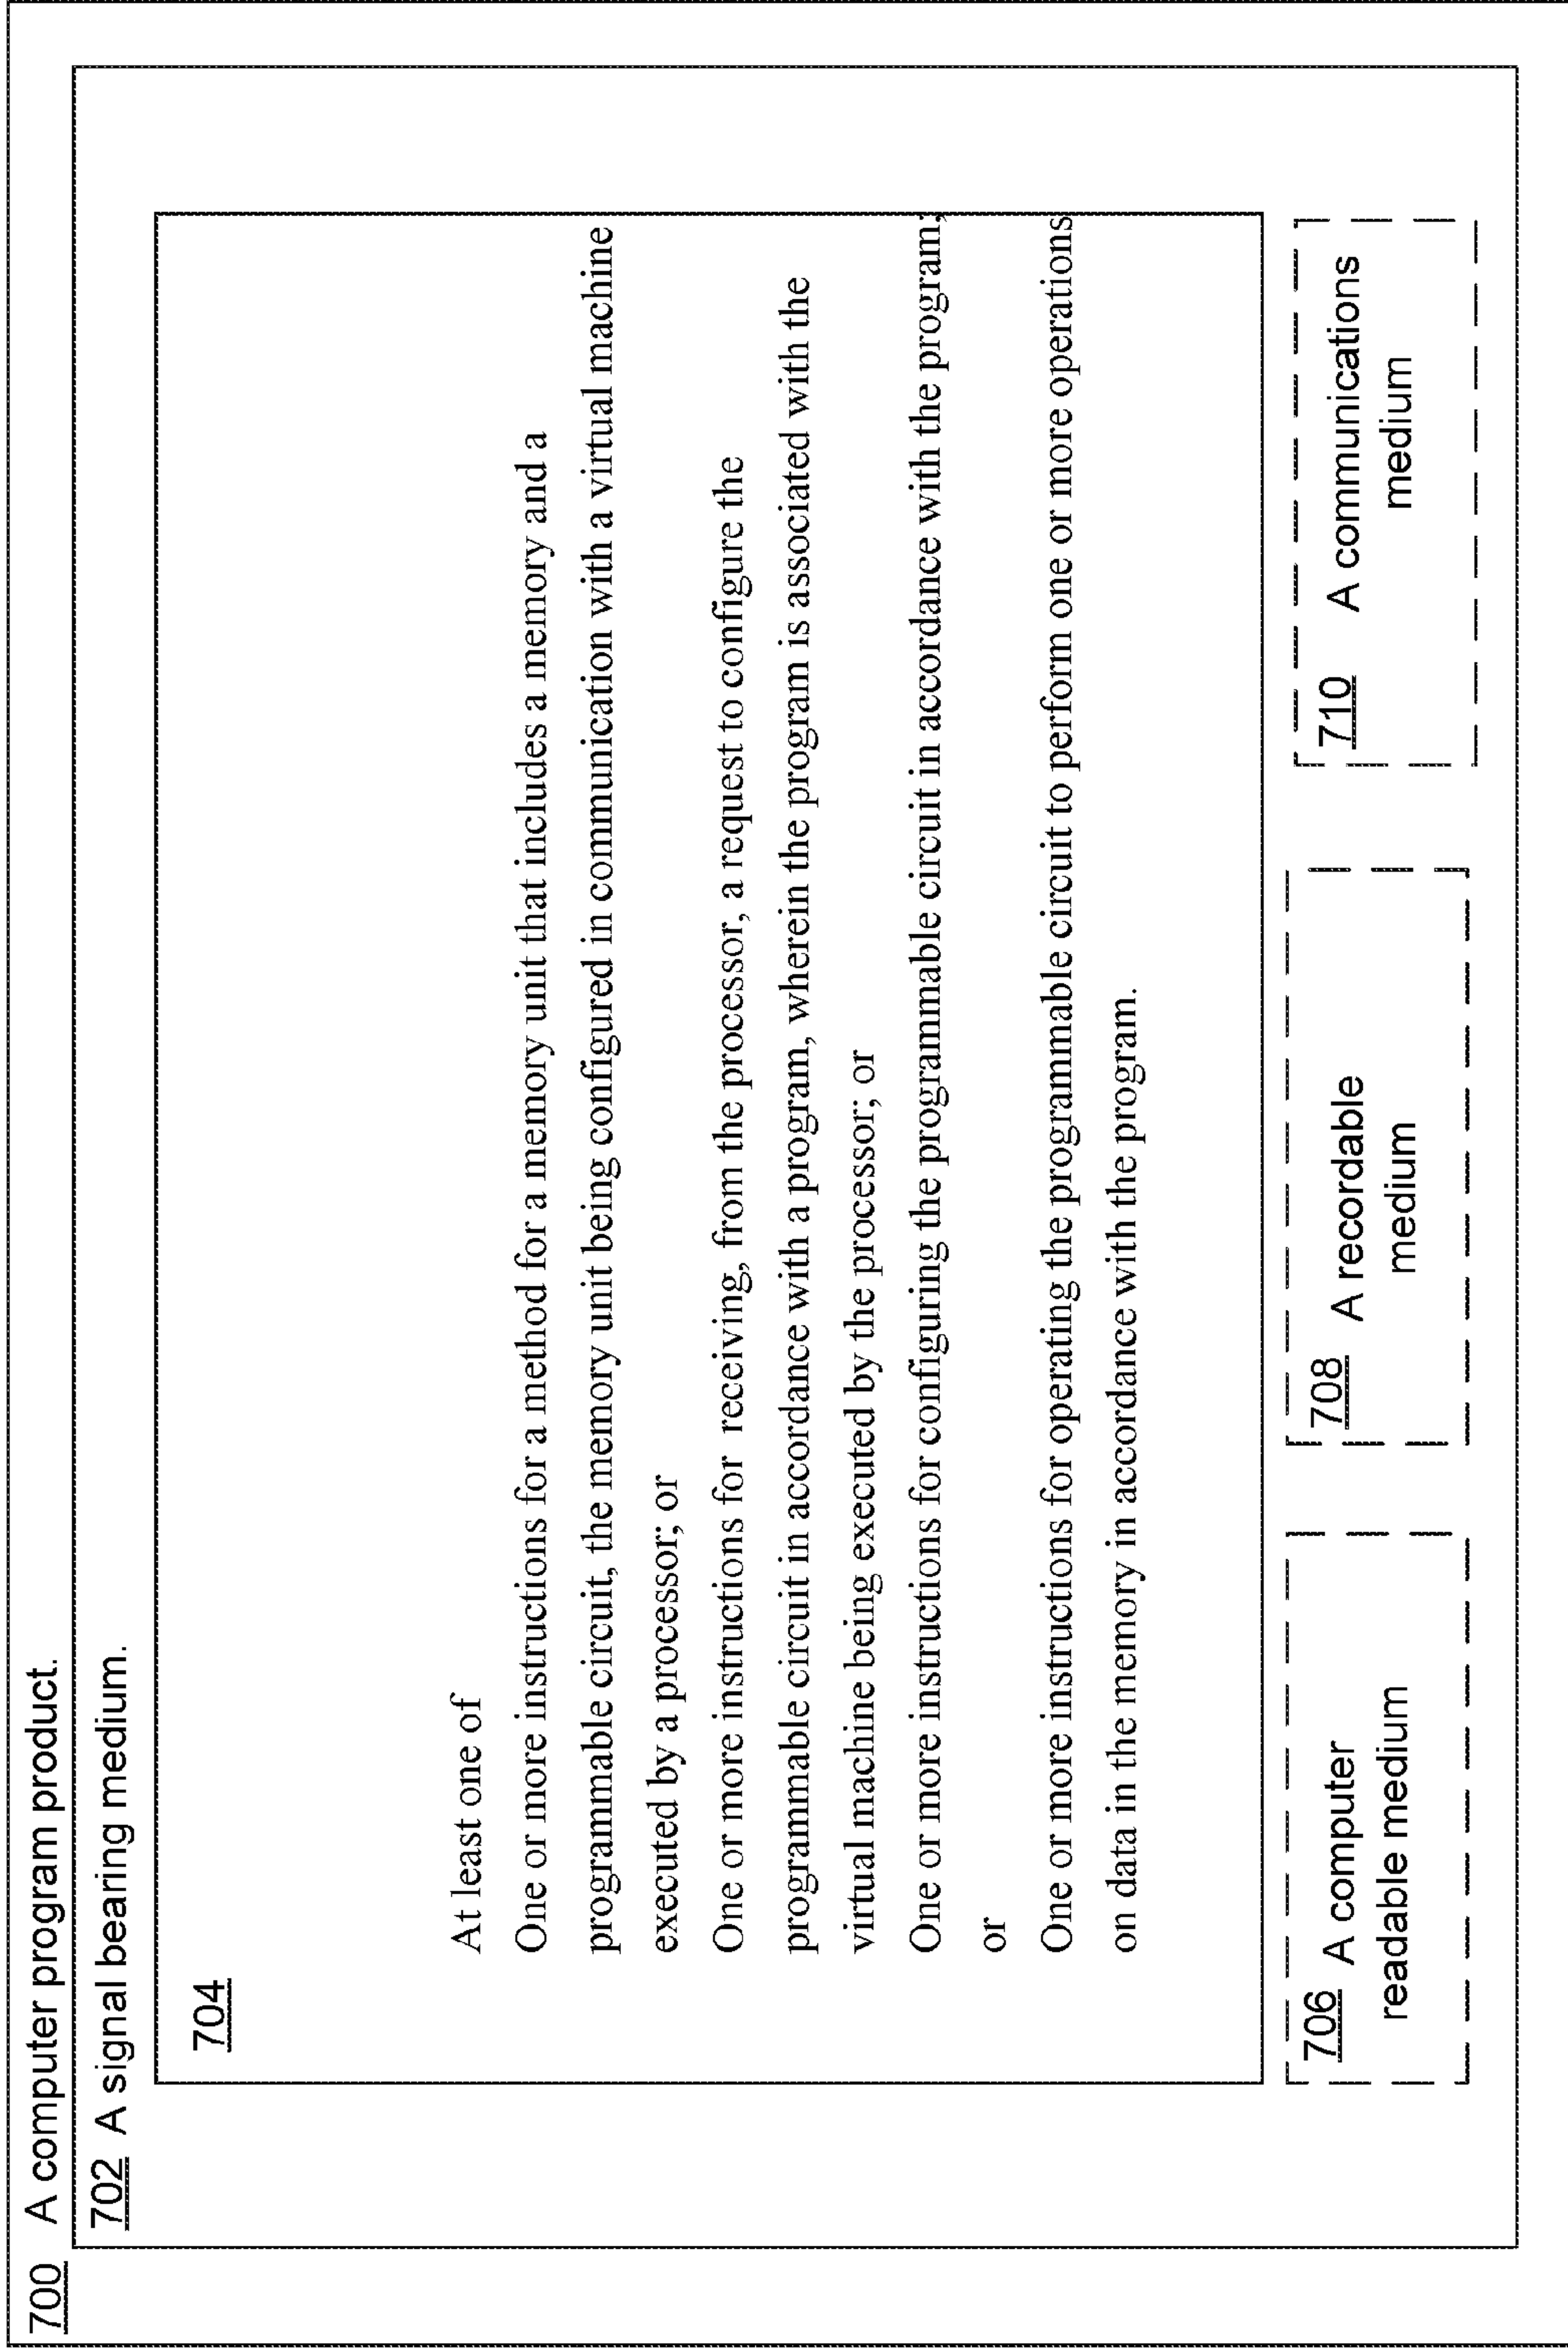 700 A computer program product.
702 A signal bearing medium.
704
At least one of
One or more instructions for a method for a memory unit that includes a memory and a
programmable circuit, the memory unit being configured in communication with a virtual machine
executed by a processor; or
One or more instructions for receiving, from the processor, a request to configure the
programmable circuit in accordance with a program, wherein the program is associated with the
virtual machine being executed by the processor; or
One or more instructions for configuring the programmable circuit in accordance with the program;
or
One or more instructions for operating the programmable circuit to perform one or more operations
on data in the memory in accordance with the program.
706 A computer
readable medium
708 A recordable
medium
710 A communications
medium